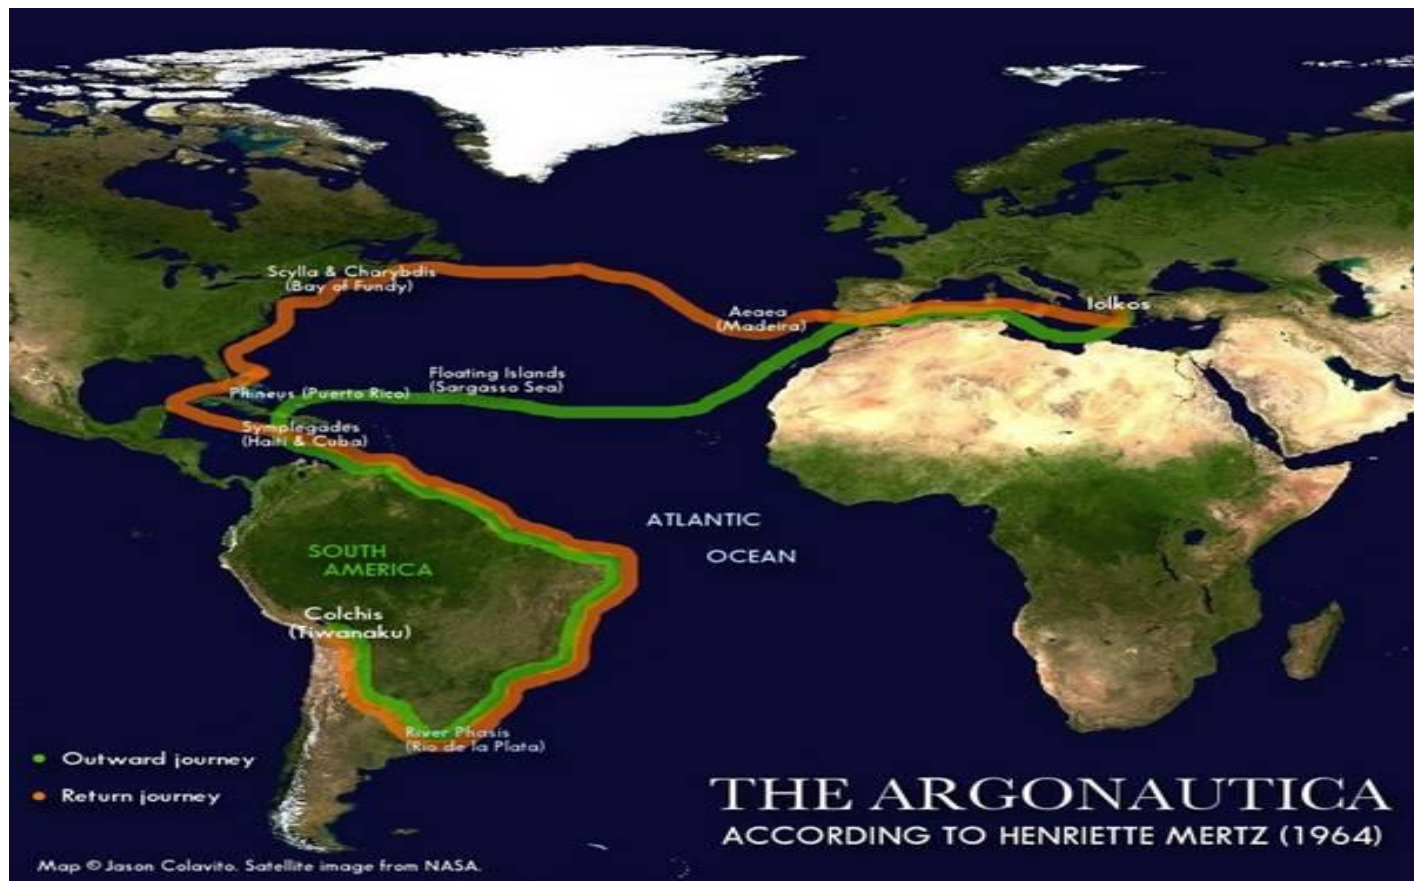 Scylla & Charybdis
(Bay of Fundy)
Iolkos
Aeaea
(Madeira)
Floating Islands
(Sargasso Sea)
Phineus (Puerto Rico)
Symplegades
(Haiti & Cuba)
ATLANTIC
OCEAN
SOUTH
AMERICA
Colchis
(Tiwanaku)
River Phasis
(Rio de la Plata)
Outward journey
Return journey
THE ARGONAUTICA
ACCORDING TO HENRIETTE MERTZ (1964)
Map © Jason Colavito. Satellite image from NASA.